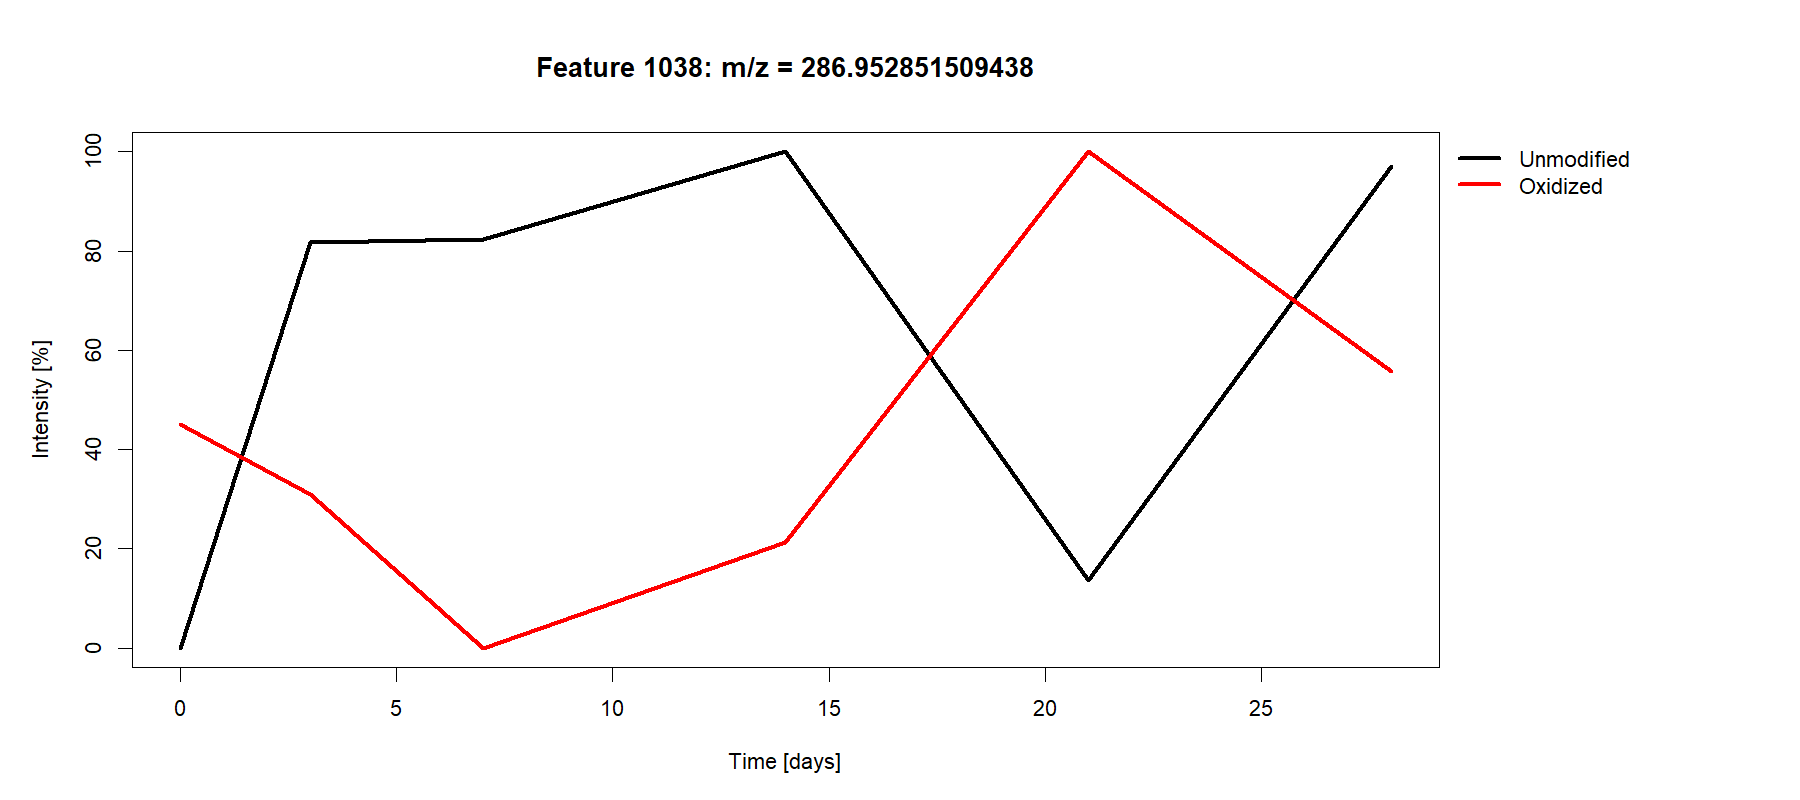 Feature 1038: m/z = 286.952851509438
Unmodified
Oxidized
Intensity [%]
100
80
60
40
20
0
0 5 10 15 20 25
Time [days]